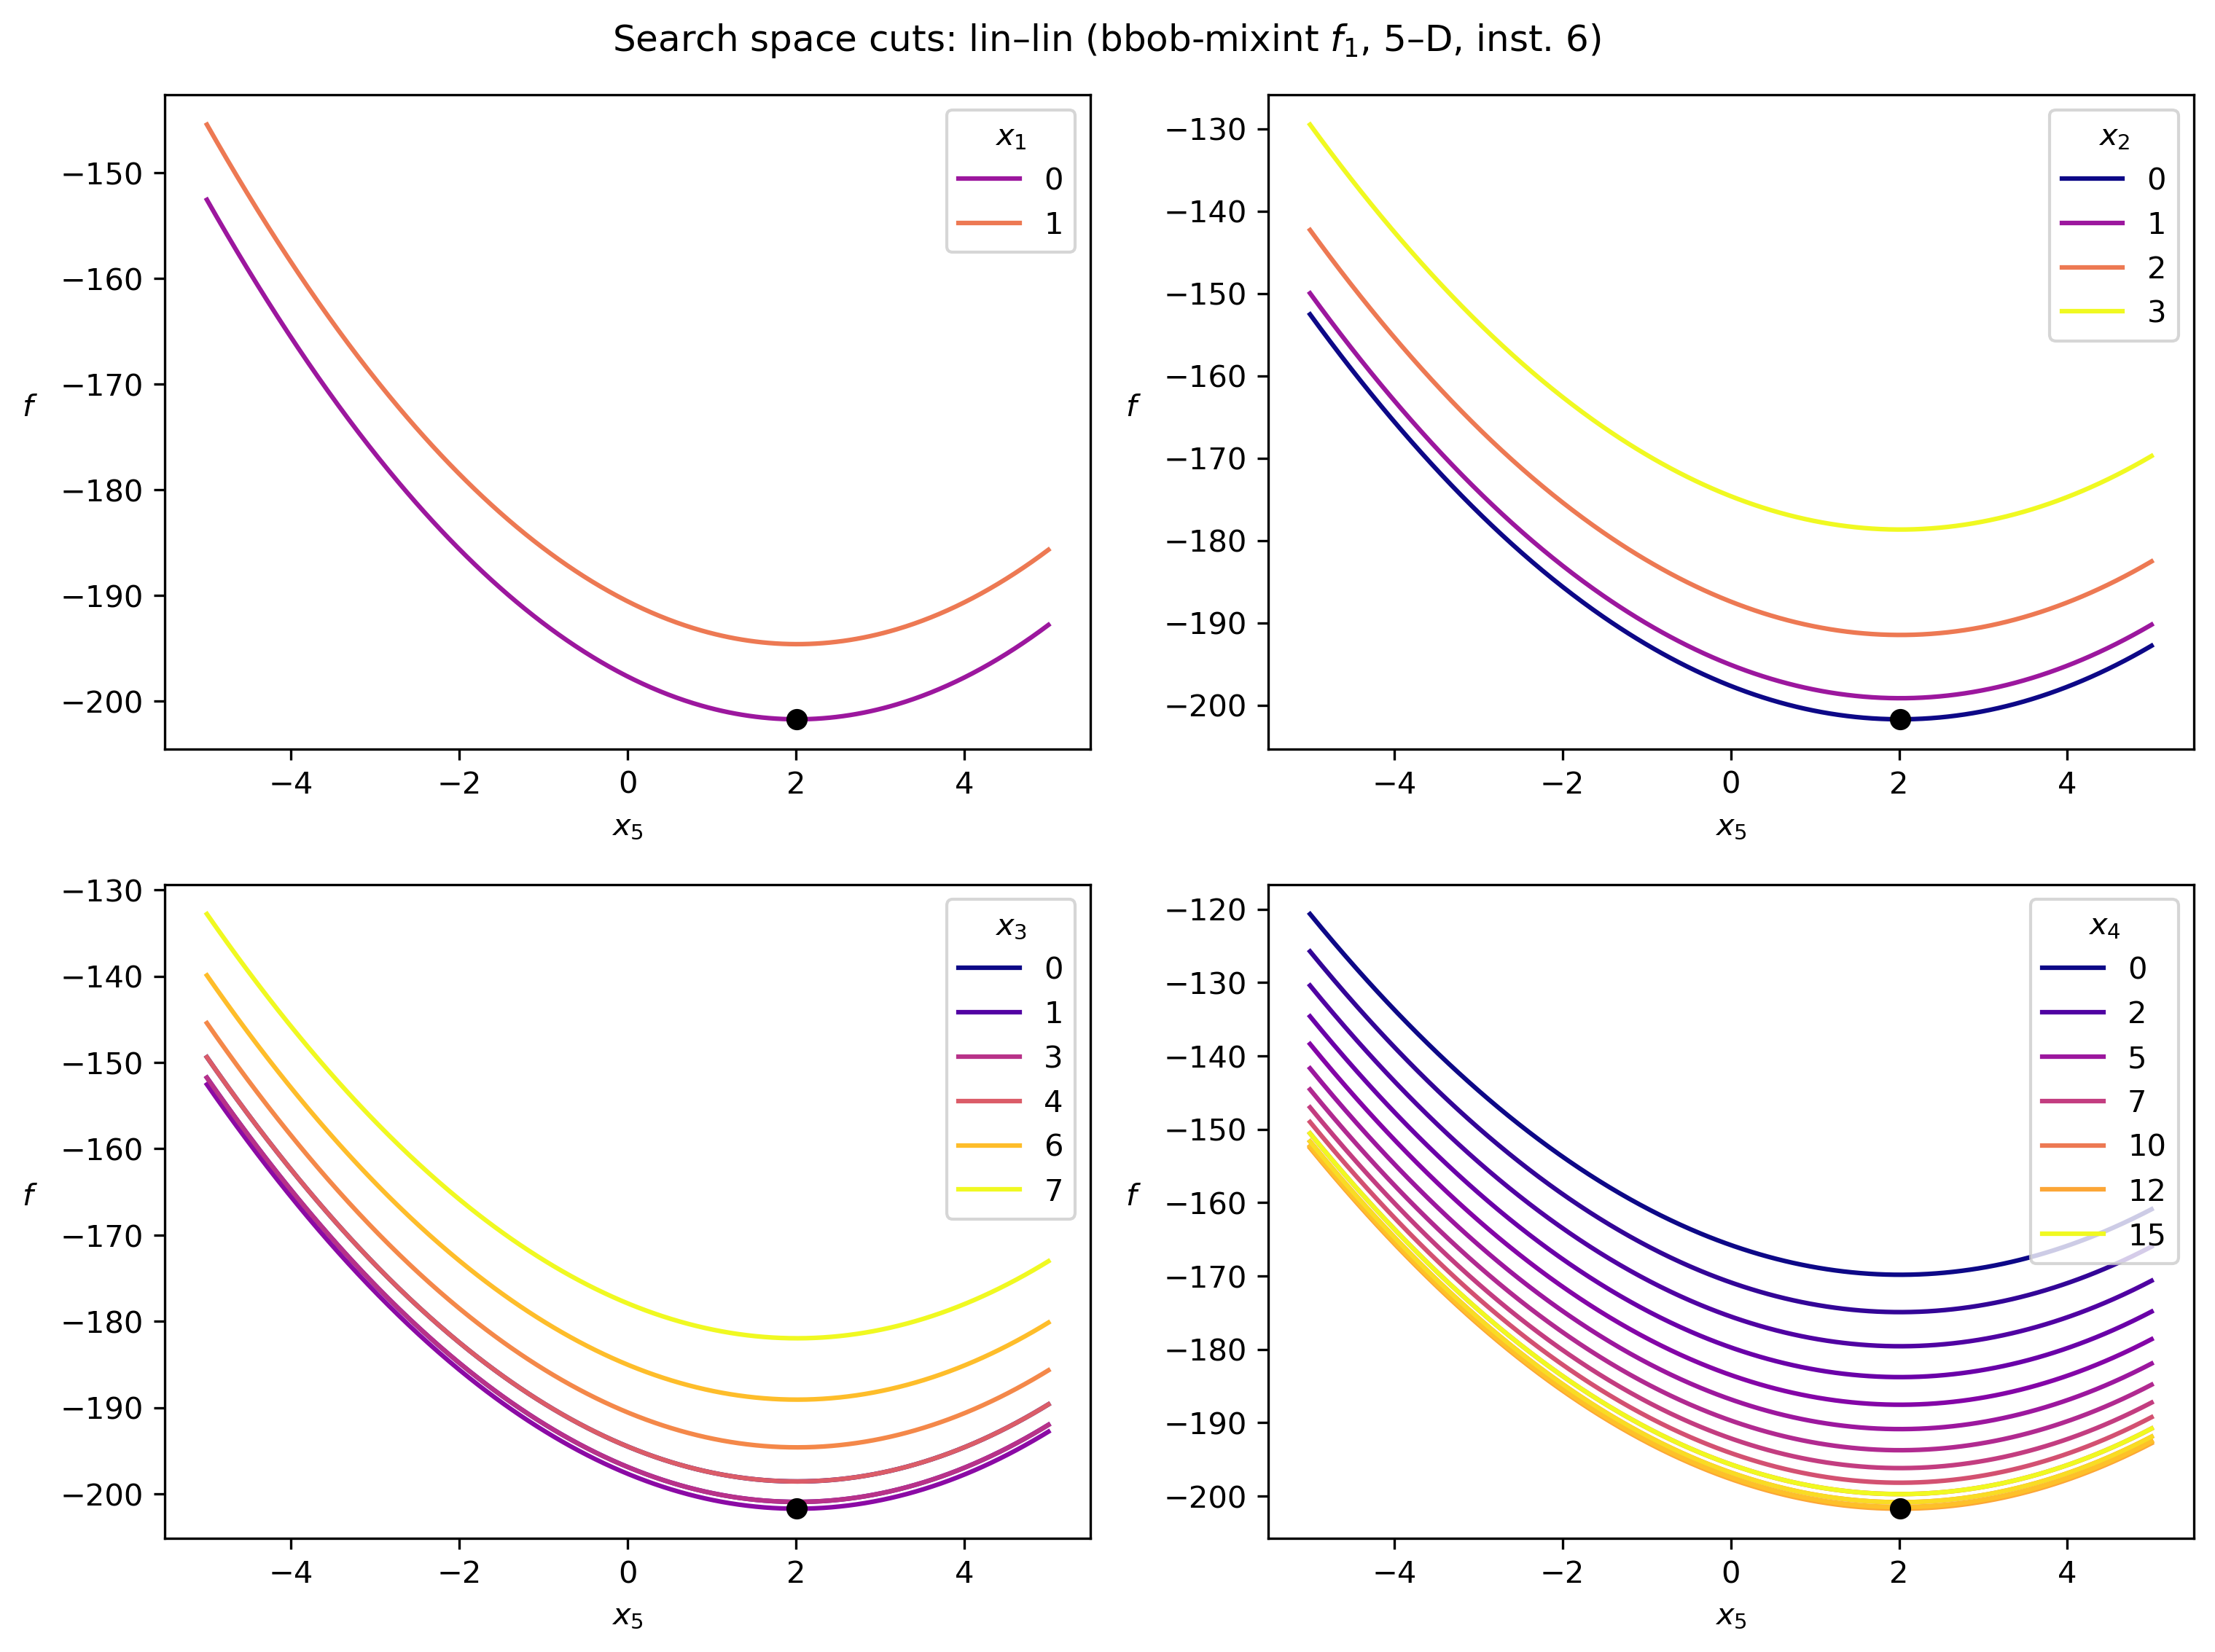 Search space cuts: lin–lin (bbob-mixint f₁, 5–D, inst. 6)
−150
−160
−170
−180
−190
−200
f
−4 −2 0 2 4
x₅
x₁
0
1
−130
−140
−150
−160
−170
−180
−190
−200
f
−4 −2 0 2 4
x₅
x₂
0
1
2
3
−130
−140
−150
−160
−170
−180
−190
−200
f
−4 −2 0 2 4
x₅
x₃
0
1
3
4
6
7
−120
−130
−140
−150
−160
−170
−180
−190
−200
f
−4 −2 0 2 4
x₅
x₄
0
2
5
7
10
12
15